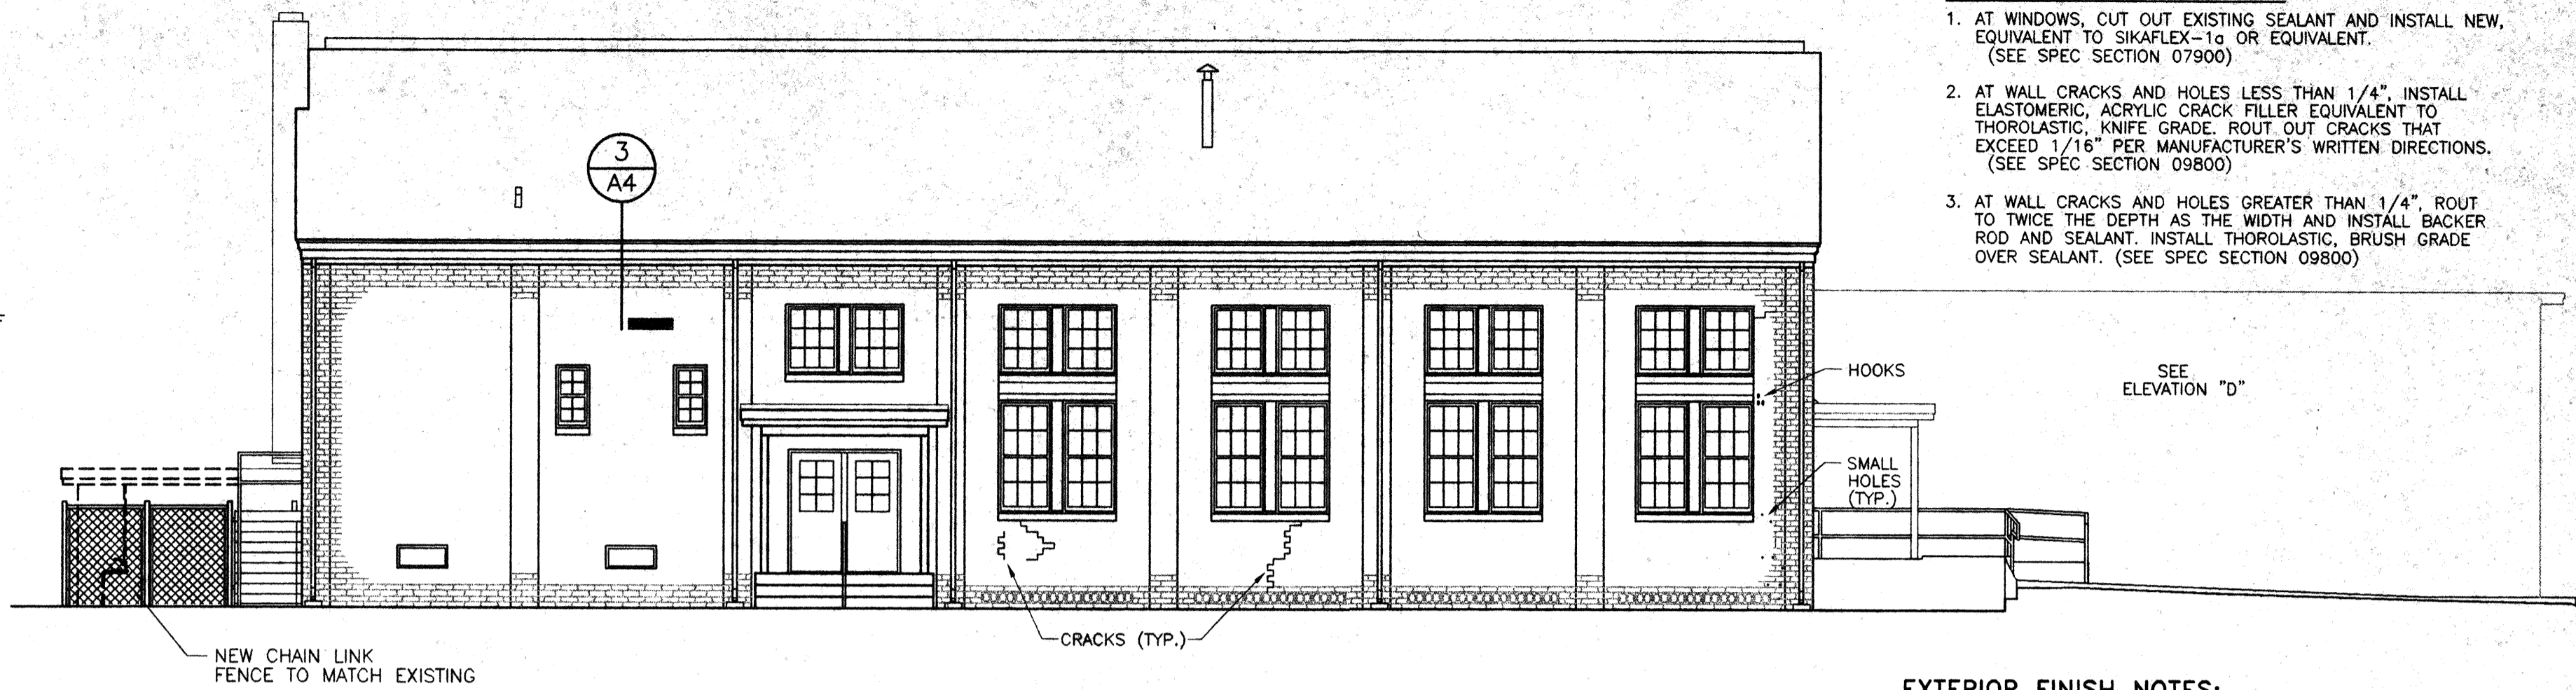 1. AT WINDOWS, CUT OUT EXISTING SEALANT AND INSTALL NEW,
EQUIVALENT TO SIKAFLEX-1a OR EQUIVALENT.
(SEE SPEC SECTION 07900)
2. AT WALL CRACKS AND HOLES LESS THAN 1/4", INSTALL
ELASTOMERIC, ACRYLIC CRACK FILLER EQUIVALENT TO
THOROLASTIC, KNIFE GRADE. ROUT OUT CRACKS THAT
EXCEED 1/16" PER MANUFACTURER'S WRITTEN DIRECTIONS.
(SEE SPEC SECTION 09800)
3. AT WALL CRACKS AND HOLES GREATER THAN 1/4", ROUT
TO TWICE THE DEPTH AS THE WIDTH AND INSTALL BACKER
ROD AND SEALANT. INSTALL THOROLASTIC, BRUSH GRADE
OVER SEALANT. (SEE SPEC SECTION 09800)
3
A4
HOOKS
SEE
ELEVATION "D"
SMALL
HOLES
(TYP.)
CRACKS (TYP.)
NEW CHAIN LINK
FENCE TO MATCH EXISTING
EXTERIOR FINISH NOTES: